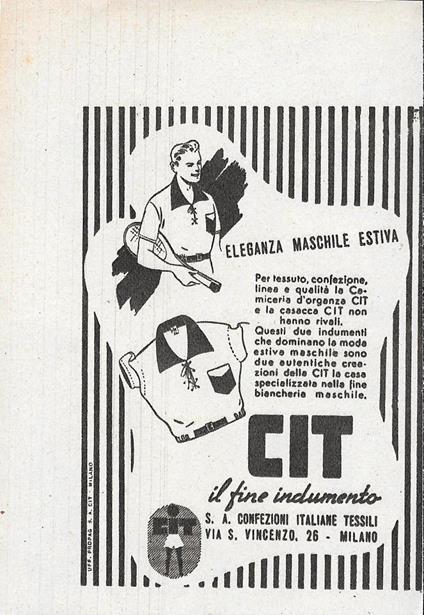 ELEGANZA MASCHILE ESTIVA
Per tessuto, confezione,
linea e qualità la Ca-
miceria d'organza CIT
e la casacca CIT non
hanno rivali.
Questi due indumenti
che dominano la moda
estiva maschile sono
due autentiche crea-
zioni della CIT la casa
specializzata nella fine
biancheria maschile.
CIT
il fine indumento
S. A. CONFEZIONI ITALIANE TESSILI
VIA S. VINCENZO, 26 - MILANO
CIT
UFF. PROPAG S. A. CIT - MILANO